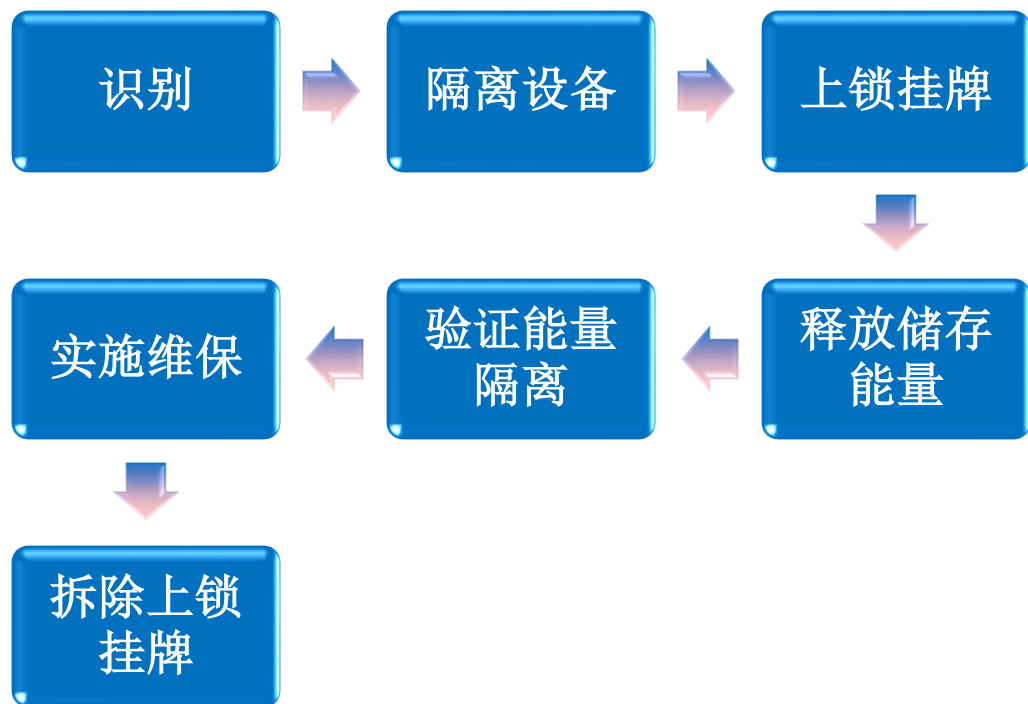 识别
隔离设备
上锁挂牌
释放储存
能量
验证能量
隔离
实施维保
拆除上锁
挂牌